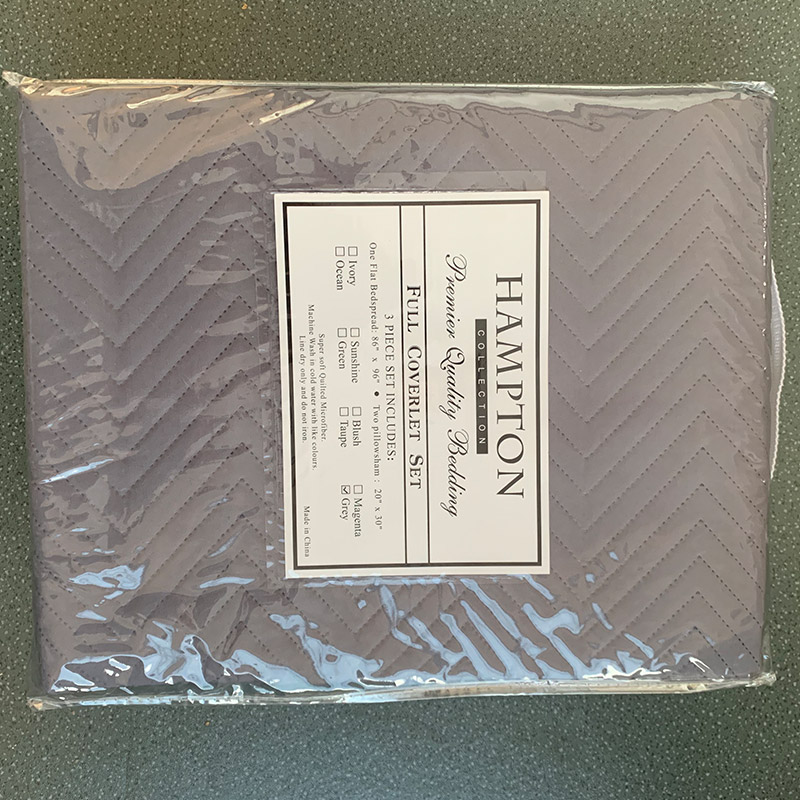 HAMPTON
COLLECTION
Premier Quality Bedding
FULL COVERLET SET
3 PIECE SET INCLUDES:
One Flat Bedspread: 86" x 96" • Two pillowsham : 20" x 30"
☐ Ivory ☐ Sunshine ☐ Blush ☐ Magenta
☐ Ocean ☐ Green ☐ Taupe ☑ Grey
Super soft Quilted Microfiber.
Machine Wash in cold water with like colours.
Line dry only and do not iron.
Made in China